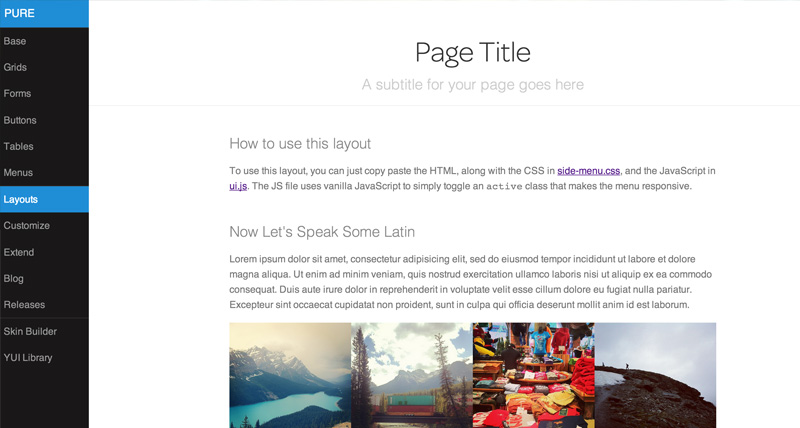 PURE
Base
Grids
Forms
Buttons
Tables
Menus
Layouts
Customize
Extend
Blog
Releases
Skin Builder
YUI Library
Page Title
A subtitle for your page goes here
How to use this layout
To use this layout, you can just copy paste the HTML, along with the CSS in side-menu.css, and the JavaScript in
ui.js. The JS file uses vanilla JavaScript to simply toggle an active class that makes the menu responsive.
Now Let's Speak Some Latin
Lorem ipsum dolor sit amet, consectetur adipisicing elit, sed do eiusmod tempor incididunt ut labore et dolore
magna aliqua. Ut enim ad minim veniam, quis nostrud exercitation ullamco laboris nisi ut aliquip ex ea commodo
consequat. Duis aute irure dolor in reprehenderit in voluptate velit esse cillum dolore eu fugiat nulla pariatur.
Excepteur sint occaecat cupidatat non proident, sunt in culpa qui officia deserunt mollit anim id est laborum.